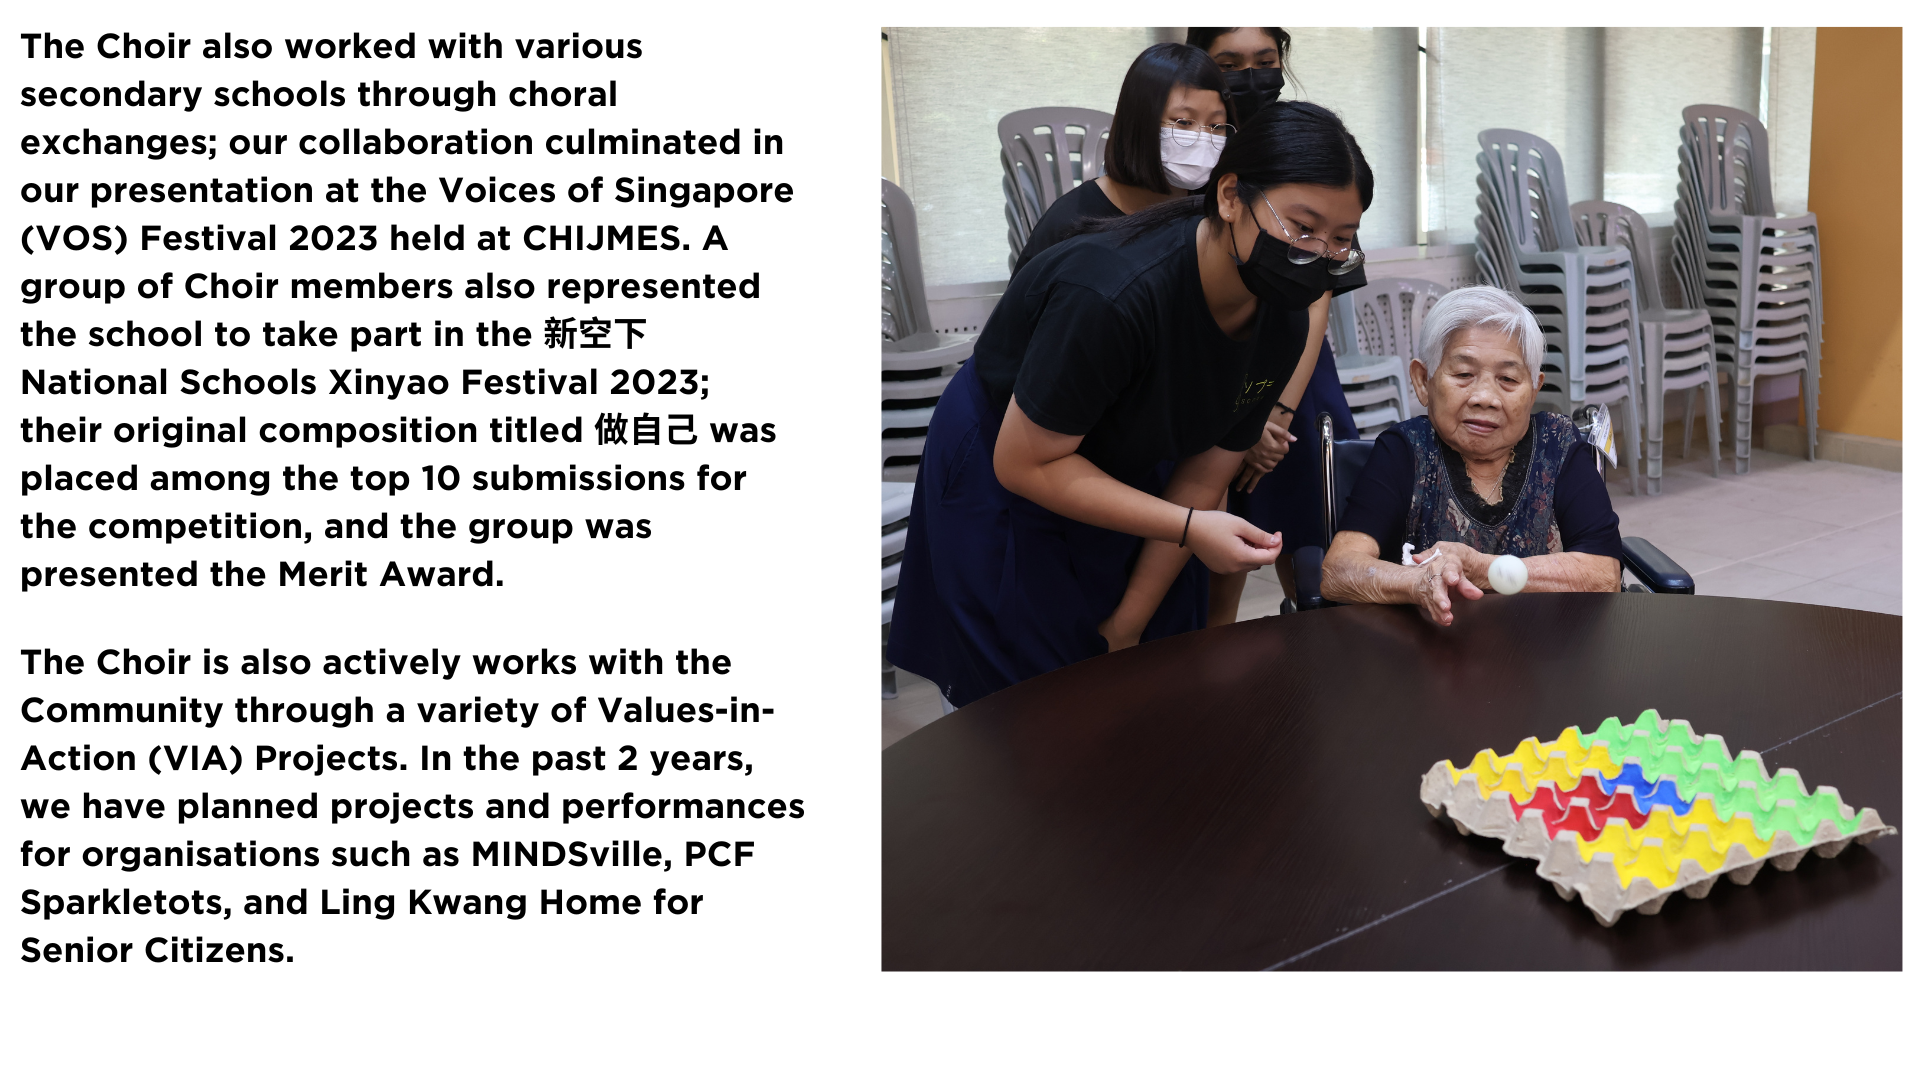 The Choir also worked with various
secondary schools through choral
exchanges; our collaboration culminated in
our presentation at the Voices of Singapore
(VOS) Festival 2023 held at CHIJMES. A
group of Choir members also represented
the school to take part in the 新空下
National Schools Xinyao Festival 2023;
their original composition titled 做自己 was
placed among the top 10 submissions for
the competition, and the group was
presented the Merit Award.
The Choir is also actively works with the
Community through a variety of Values-in-
Action (VIA) Projects. In the past 2 years,
we have planned projects and performances
for organisations such as MINDSville, PCF
Sparkletots, and Ling Kwang Home for
Senior Citizens.